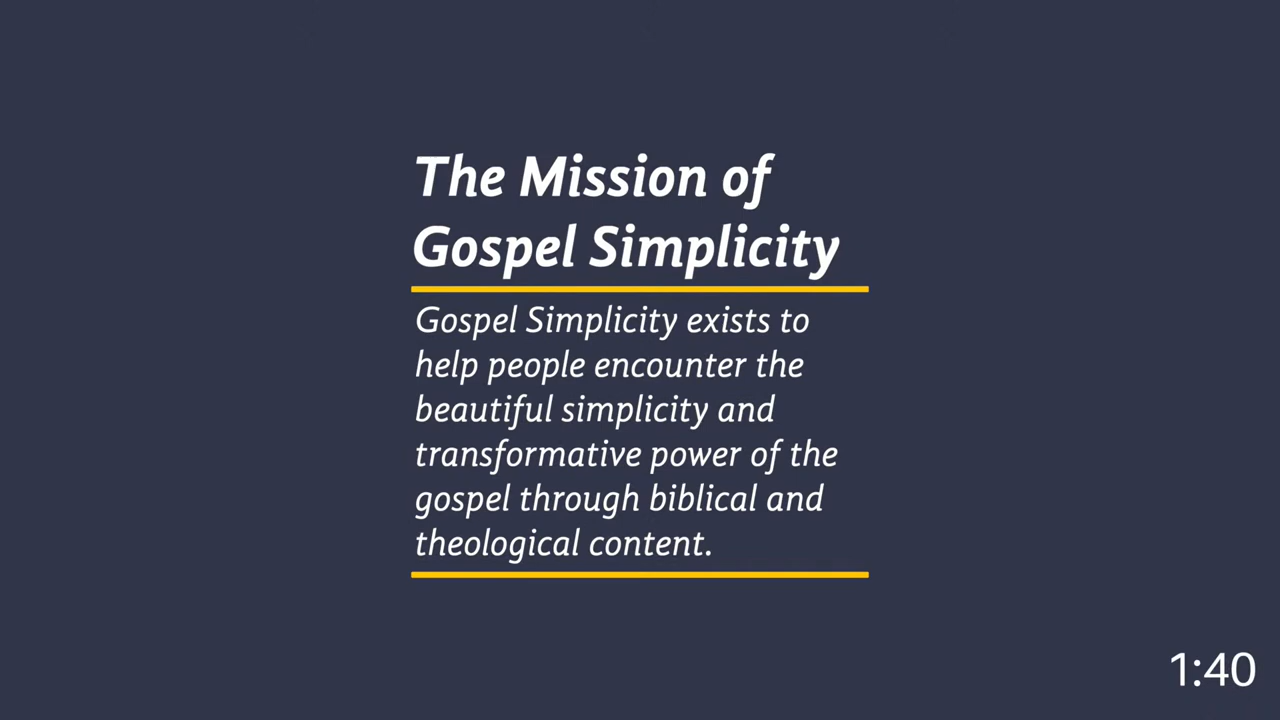 The Mission of
Gospel Simplicity
Gospel Simplicity exists to
help people encounter the
beautiful simplicity and
transformative power of the
gospel through biblical and
theological content.
1:40